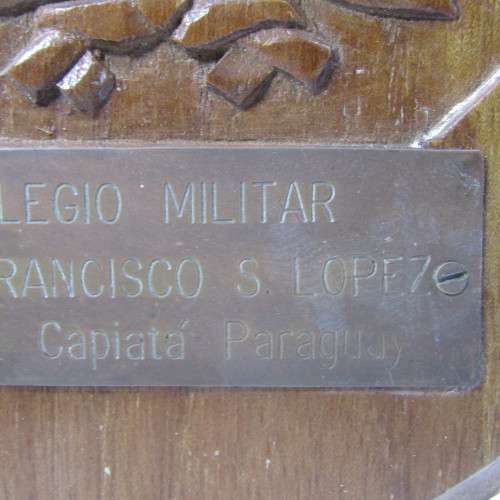 LEGIO MILITAR
RANCISCO S. LOPEZ
Capiatá Paraguay